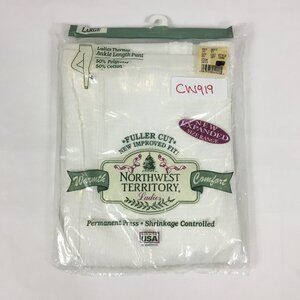 LARGE
Ladies Thermal
Ankle Length Pant
50% Polyester
50% Cotton
CW919
NEW
EXPANDED
SIZE RANGE
"FULLER CUT"
NEW IMPROVED FIT!
Warmth
Comfort
NORTHWEST
TERRITORY
Ladies
Permanent Press • Shrinkage Controlled
USA